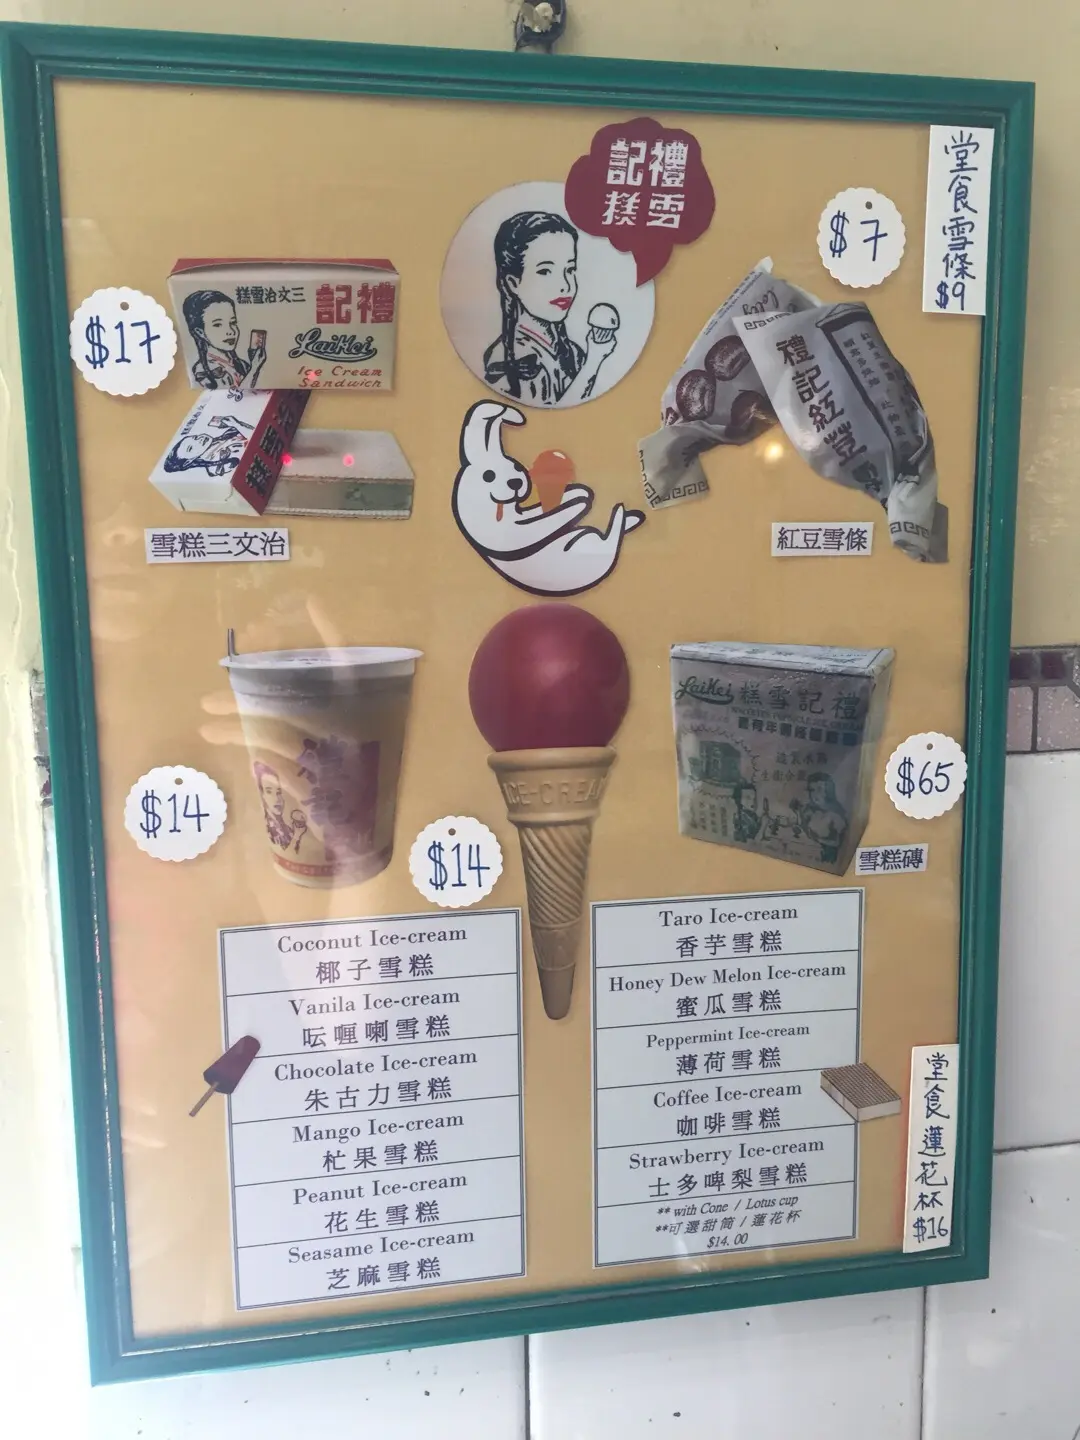 禮記
雪糕
堂食雪條
$9
$7
$17
三文治雪糕
禮記
LaiKei
Ice Cream
Sandwich
禮記紅荳
雪糕三文治
紅豆雪條
LaiKei
禮記雪糕
$14
$14
ICE-CREA
$65
雪糕磚
Coconut Ice-cream
椰子雪糕
Vanila Ice-cream
呍喱喇雪糕
Chocolate Ice-cream
朱古力雪糕
Mango Ice-cream
杧果雪糕
Peanut Ice-cream
花生雪糕
Seasame Ice-cream
芝麻雪糕
Taro Ice-cream
香芋雪糕
Honey Dew Melon Ice-cream
蜜瓜雪糕
Peppermint Ice-cream
薄荷雪糕
Coffee Ice-cream
咖啡雪糕
Strawberry Ice-cream
士多啤梨雪糕
** with Cone / Lotus cup
**可選甜筒 / 蓮花杯
$14.00
堂食蓮花杯
$16